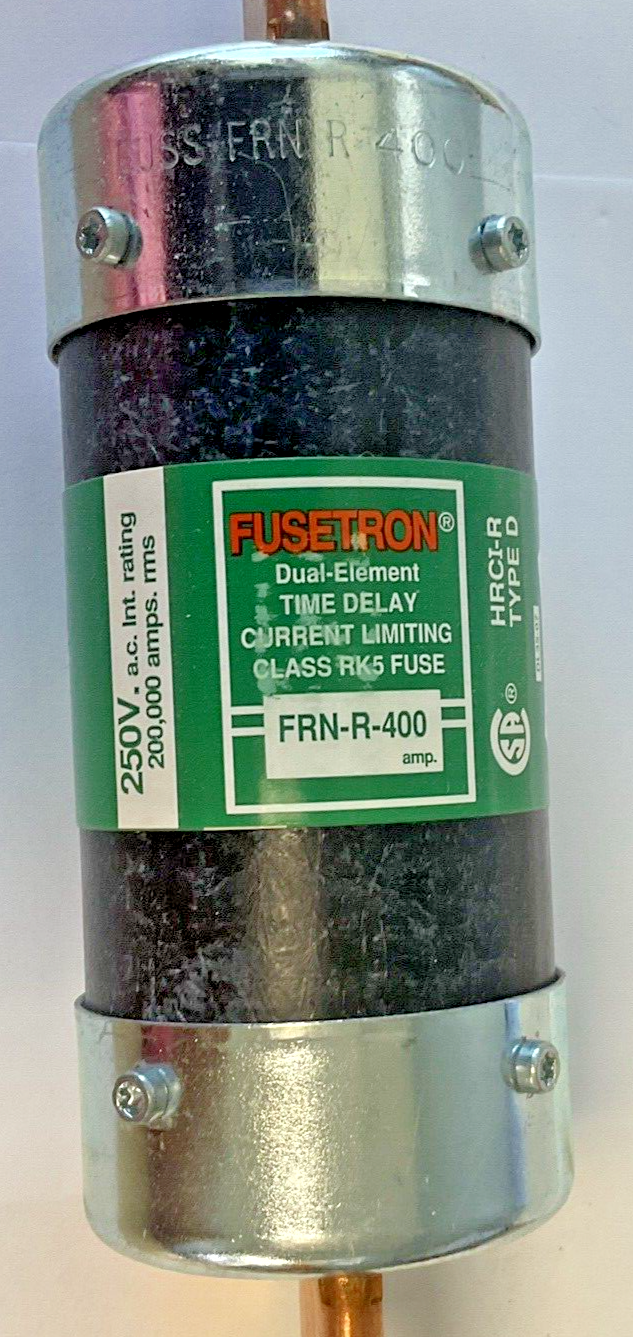 BUSS FRN R 400
250V. a.c. Int. rating
200,000 amps. rms
FUSETRON®
Dual-Element
TIME DELAY
CURRENT LIMITING
CLASS RK5 FUSE
FRN-R-400
amp.
HRCI-R
TYPE D
SA ®